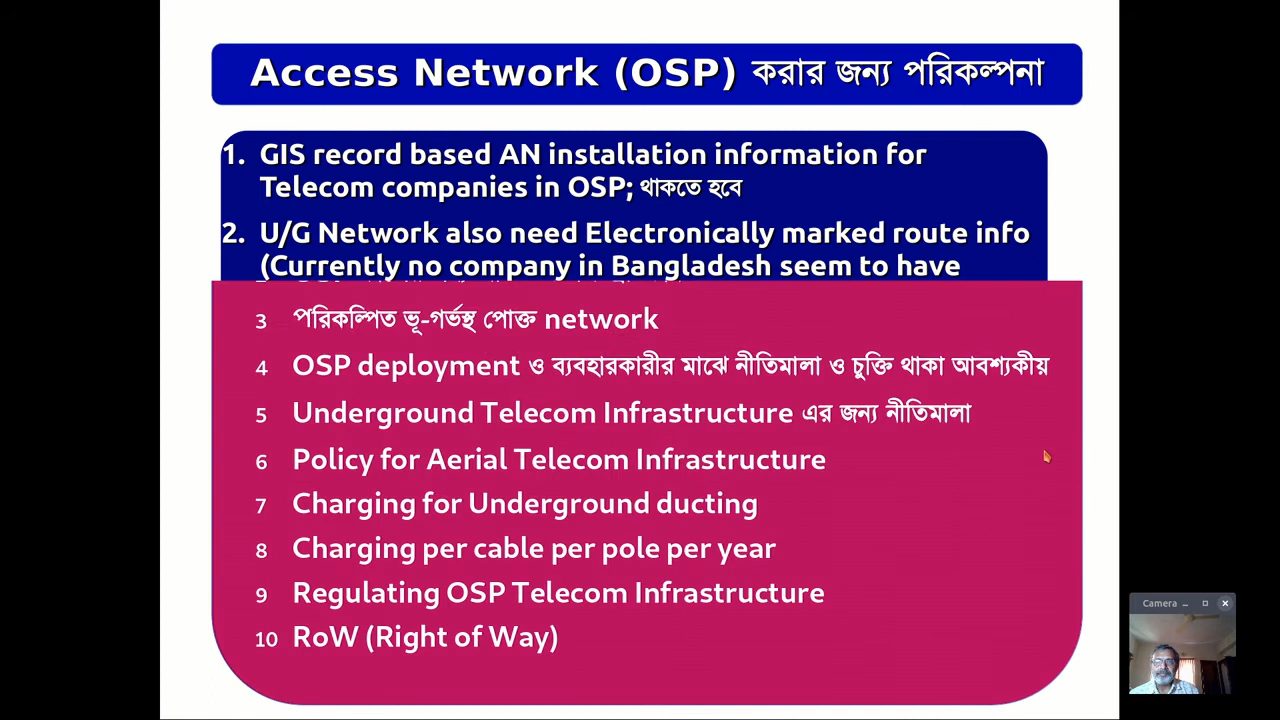 Access Network (OSP) করার জন্য পরিকল্পনা
1. GIS record based AN installation information for
Telecom companies in OSP; থাকতে হবে
2. U/G Network also need Electronically marked route info
(Currently no company in Bangladesh seem to have
3 পরিকল্পিত ভূ-গর্ভস্থ পোক্ত network
4 OSP deployment ও ব্যবহারকারীর মাঝে নীতিমালা ও চুক্তি থাকা আবশ্যকীয়
5 Underground Telecom Infrastructure এর জন্য নীতিমালা
6 Policy for Aerial Telecom Infrastructure
7 Charging for Underground ducting
8 Charging per cable per pole per year
9 Regulating OSP Telecom Infrastructure
10 RoW (Right of Way)
Camera